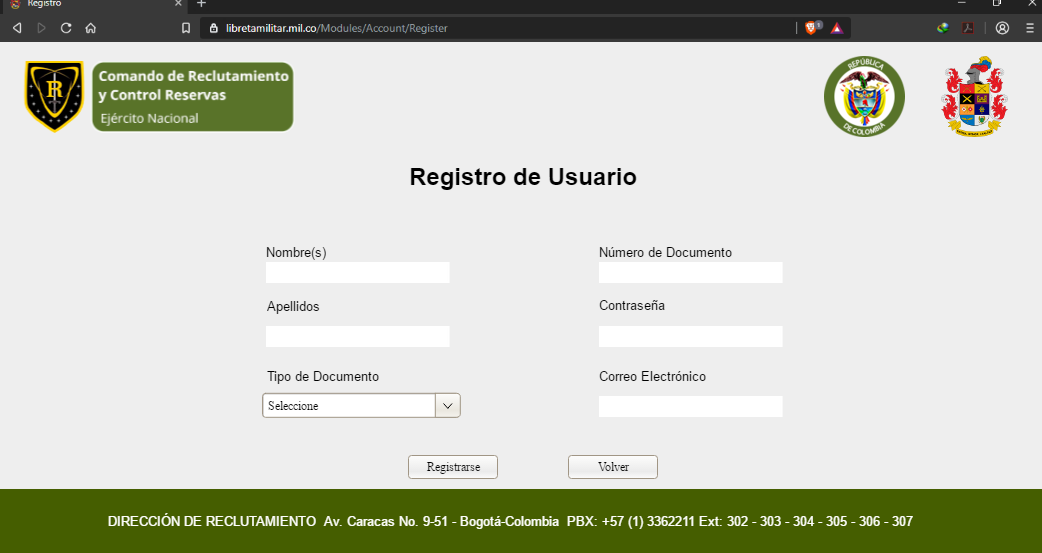 Registro
libretamilitar.mil.co/Modules/Account/Register
Comando de Reclutamiento
y Control Reservas
Ejército Nacional
REPÚBLICA
DE COLOMBIA
Registro de Usuario
Nombre(s)
Número de Documento
Apellidos
Contraseña
Tipo de Documento
Correo Electrónico
Seleccione
Registrarse
Volver
DIRECCIÓN DE RECLUTAMIENTO Av. Caracas No. 9-51 - Bogotá-Colombia PBX: +57 (1) 3362211 Ext: 302 - 303 - 304 - 305 - 306 - 307